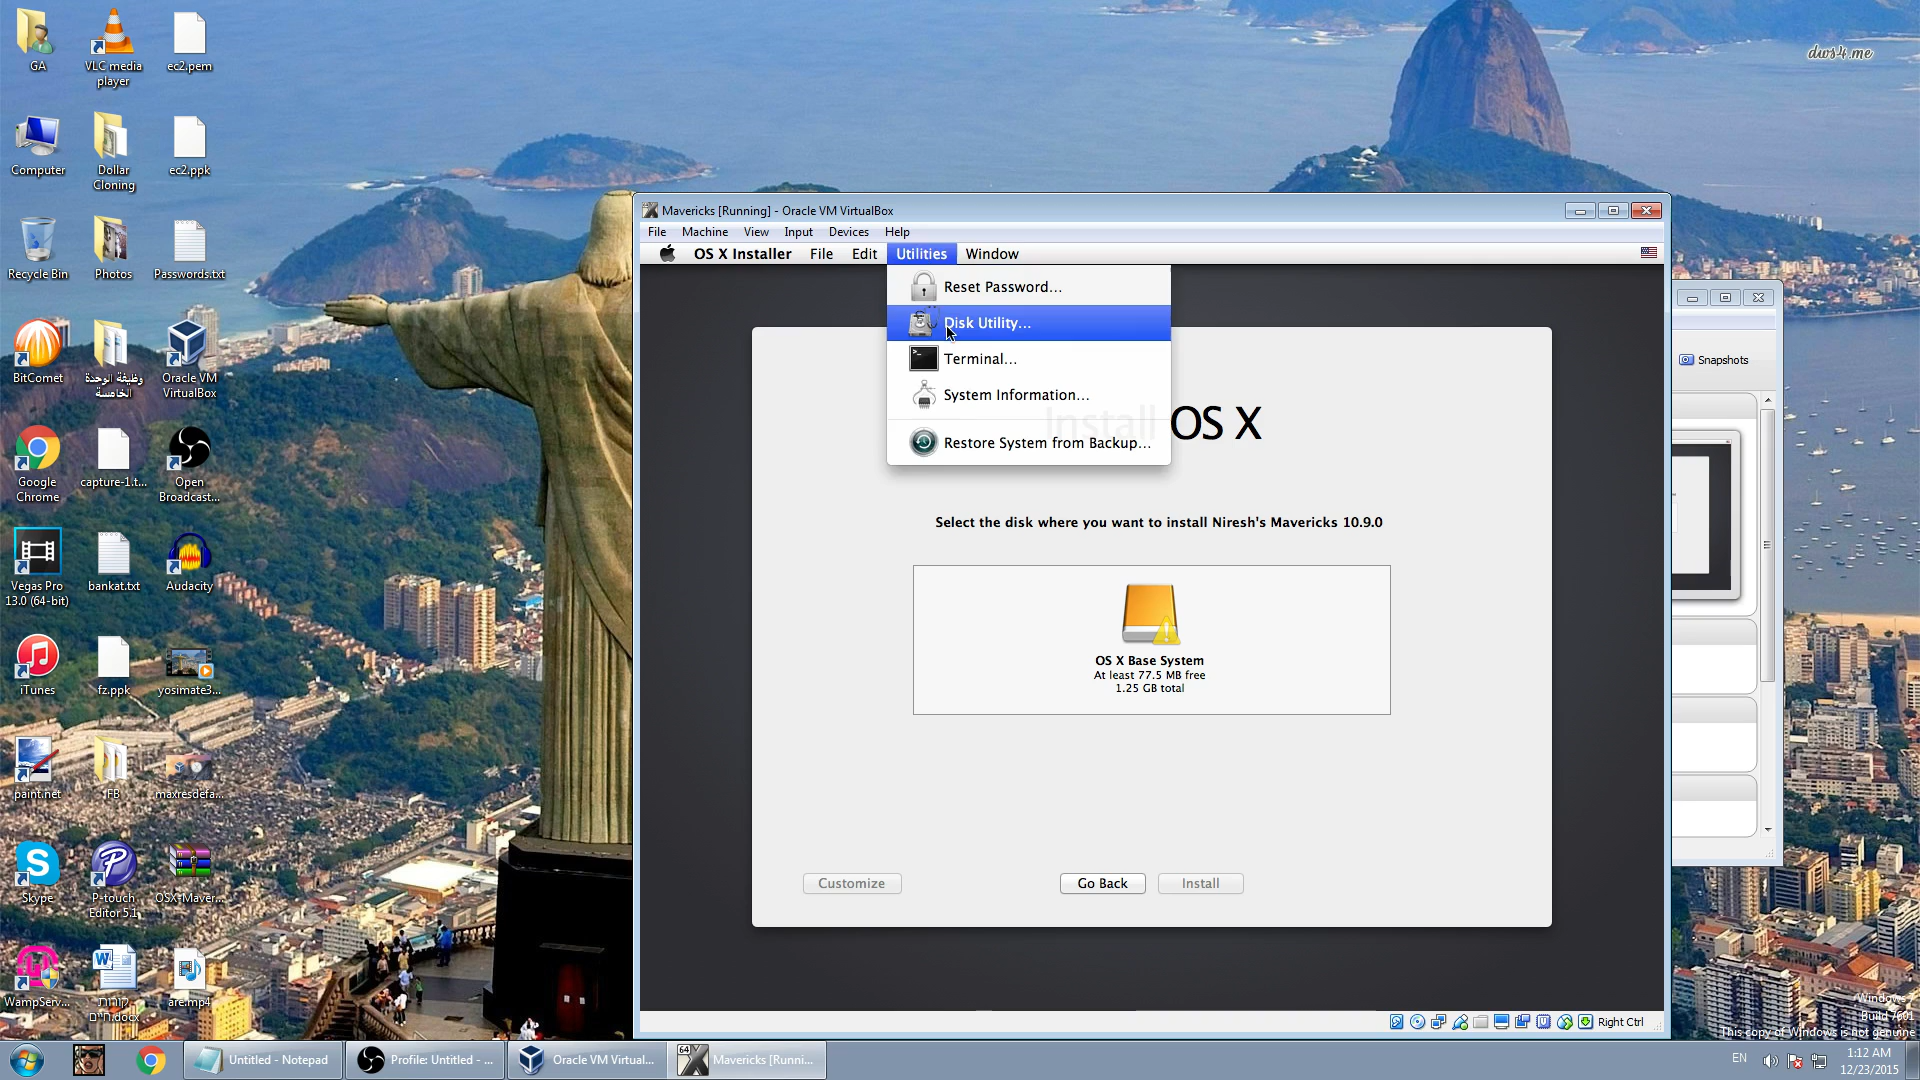 GA
VLC media
player
ec2.pem
Computer
Dollar
Cloning
ec2.ppk
Recycle Bin
Photos
Passwords.txt
BitComet
وظيفة الوحدة
الخامسة
Oracle VM
VirtualBox
Google
Chrome
capture-1.t...
Open
Broadcast...
Vegas Pro
13.0 (64-bit)
bankat.txt
Audacity
iTunes
fz.ppk
yosimate3...
paint.net
FB
maxresdefa...
Skype
P-touch
Editor 5.1
OSX-Maver...
WampServ...
קורות
חיים.docx
are.mp4
dws4.me
Mavericks [Running] - Oracle VM VirtualBox
File Machine View Input Devices Help
OS X Installer File Edit Utilities Window
Reset Password...
Disk Utility...
Terminal...
System Information...
Restore System from Backup...
Install OS X
Select the disk where you want to install Niresh's Mavericks 10.9.0
OS X Base System
At least 77.5 MB free
1.25 GB total
Customize Go Back Install
Right Ctrl
Snapshots
Windows 7
Build 7601
This copy of Windows is not genuine
Untitled - Notepad
Profile: Untitled - ...
Oracle VM Virtual...
64
Mavericks [Runni...
EN
1:12 AM
12/23/2015